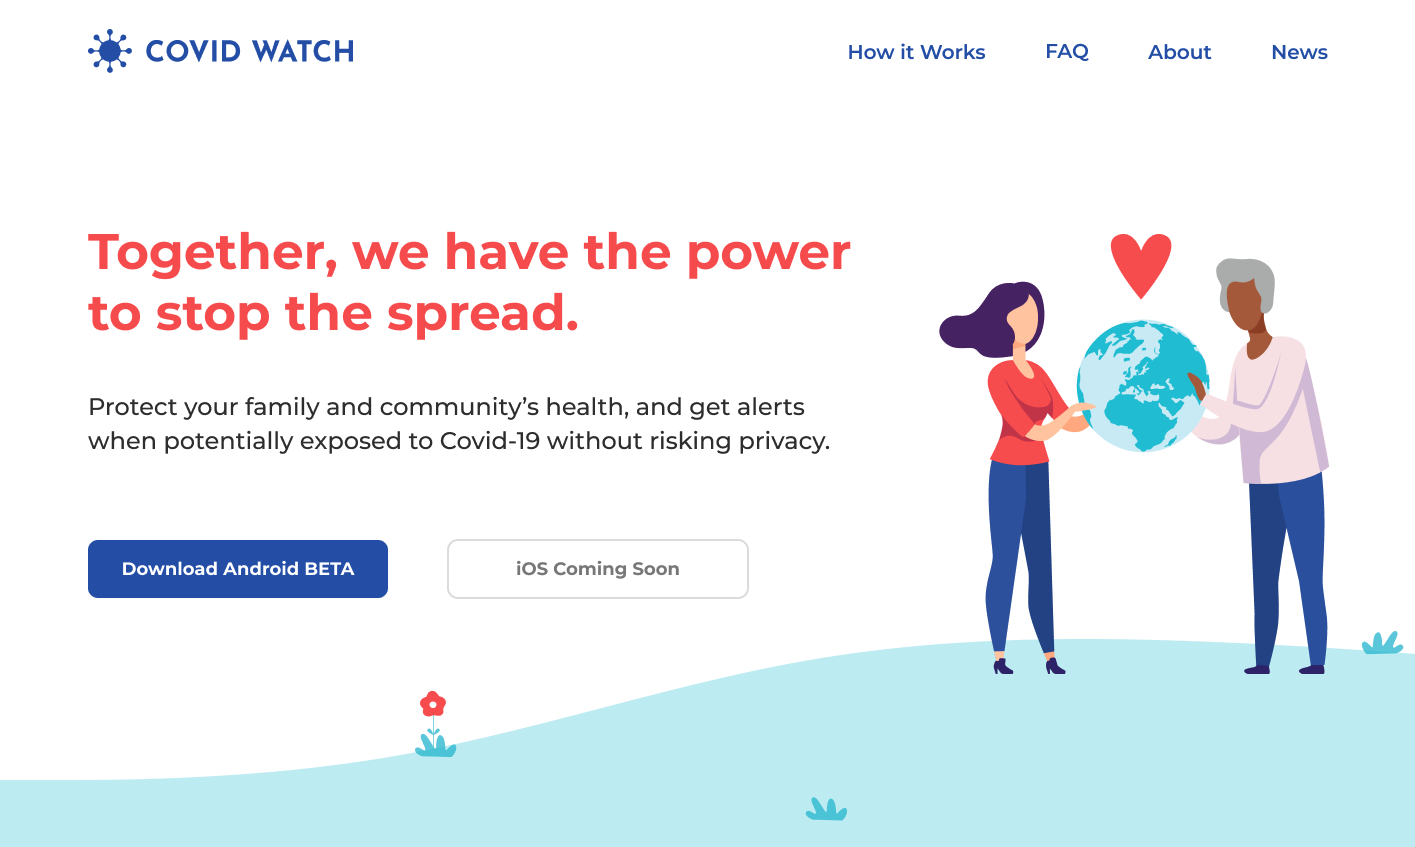 COVID WATCH
How it Works
FAQ
About
News
Together, we have the power
to stop the spread.
Protect your family and community’s health, and get alerts
when potentially exposed to Covid-19 without risking privacy.
Download Android BETA
iOS Coming Soon